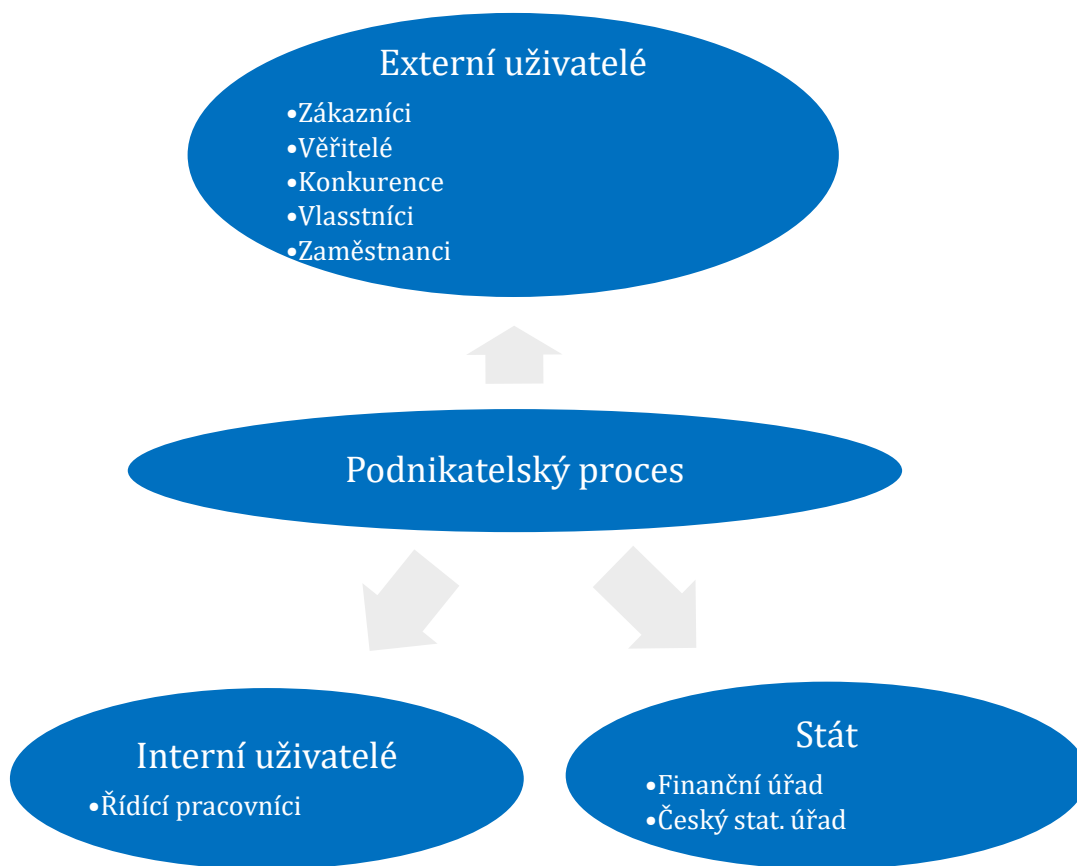 Externí uživatelé
•Zákazníci
•Věřitelé
•Konkurence
•Vlasstníci
•Zaměstnanci
Podnikatelský proces
Interní uživatelé
•Řídící pracovníci
Stát
•Finanční úřad
•Český stat. úřad